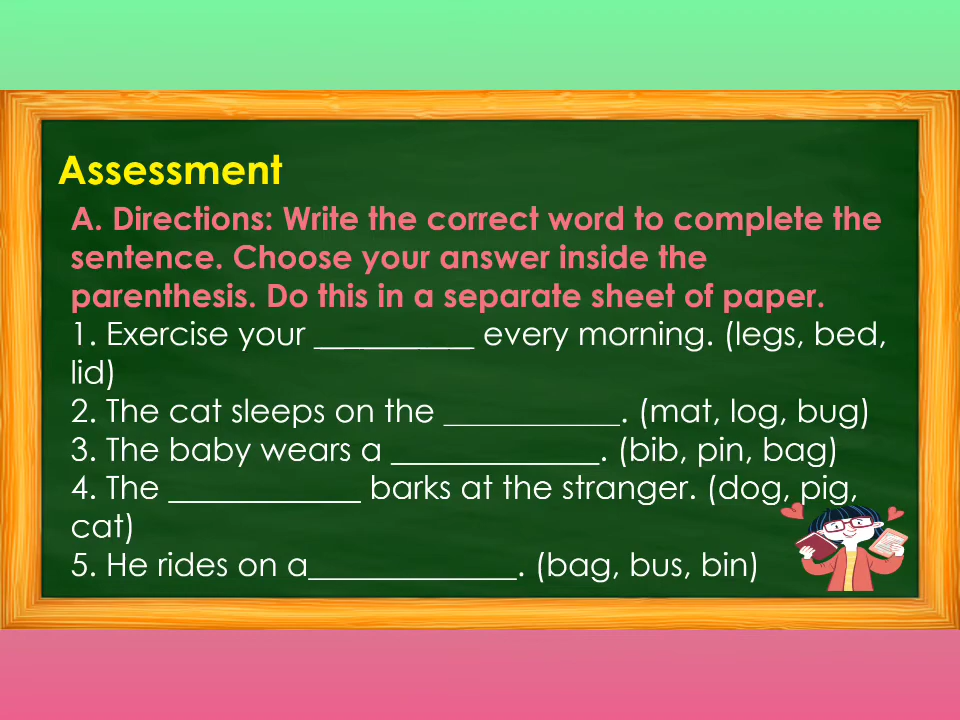 Assessment
A. Directions: Write the correct word to complete the
sentence. Choose your answer inside the
parenthesis. Do this in a separate sheet of paper.
1. Exercise your __________ every morning. (legs, bed,
lid)
2. The cat sleeps on the ___________. (mat, log, bug)
3. The baby wears a _____________. (bib, pin, bag)
4. The ____________ barks at the stranger. (dog, pig,
cat)
5. He rides on a_____________. (bag, bus, bin)